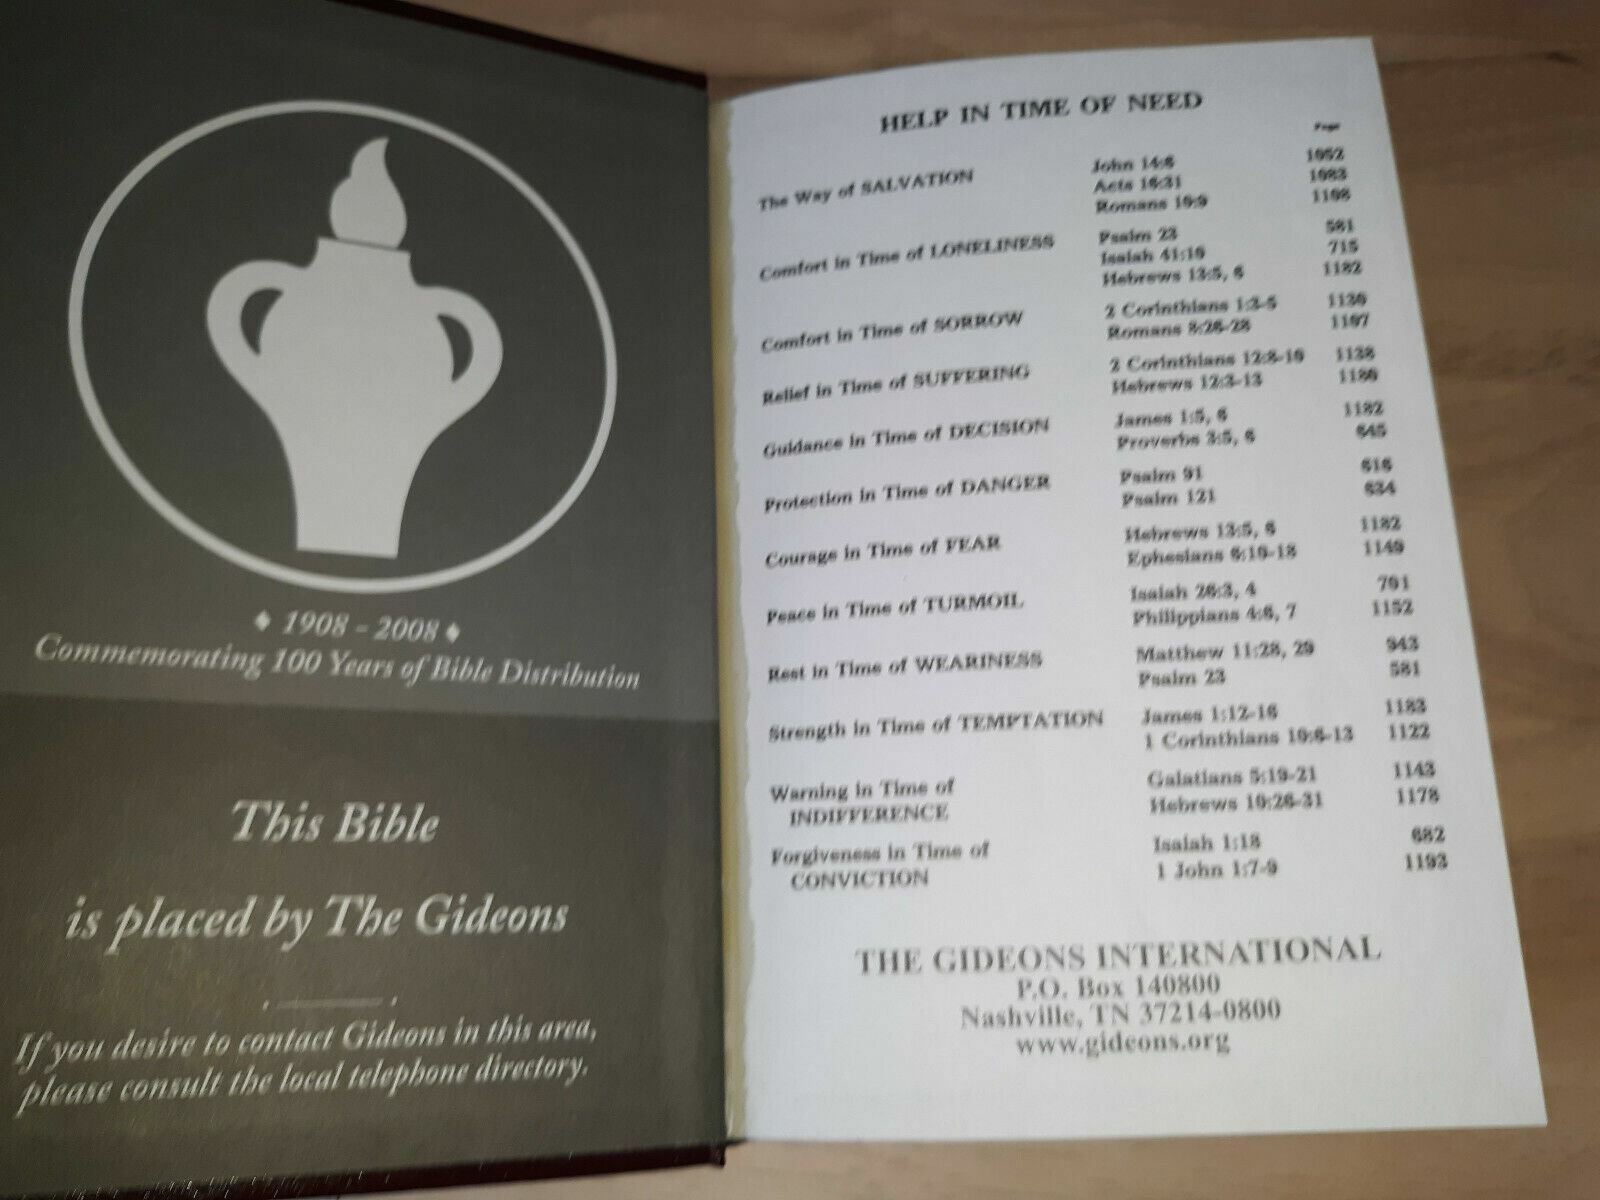 ♦ 1908 – 2008 ♦
Commemorating 100 Years of Bible Distribution
This Bible
is placed by The Gideons
If you desire to contact Gideons in this area,
please consult the local telephone directory.
HELP IN TIME OF NEED
Page
The Way of SALVATION John 14:6 1052
Acts 16:31 1083
Romans 10:9 1108
Comfort in Time of LONELINESS Psalm 23 581
Isaiah 41:10 715
Hebrews 13:5, 6 1182
Comfort in Time of SORROW 2 Corinthians 1:3-5 1130
Romans 8:26-28 1107
Relief in Time of SUFFERING 2 Corinthians 12:8-10 1138
Hebrews 12:3-13 1180
Guidance in Time of DECISION James 1:5, 6 1182
Proverbs 3:5, 6 645
Protection in Time of DANGER Psalm 91 616
Psalm 121 634
Courage in Time of FEAR Hebrews 13:5, 6 1182
Ephesians 6:10-18 1149
Peace in Time of TURMOIL Isaiah 26:3, 4 701
Philippians 4:6, 7 1152
Rest in Time of WEARINESS Matthew 11:28, 29 943
Psalm 23 581
Strength in Time of TEMPTATION James 1:12-16 1183
1 Corinthians 10:6-13 1122
Warning in Time of Galatians 5:19-21 1143
INDIFFERENCE Hebrews 10:26-31 1178
Forgiveness in Time of Isaiah 1:18 682
CONVICTION 1 John 1:7-9 1193
THE GIDEONS INTERNATIONAL
P.O. Box 140800
Nashville, TN 37214-0800
www.gideons.org